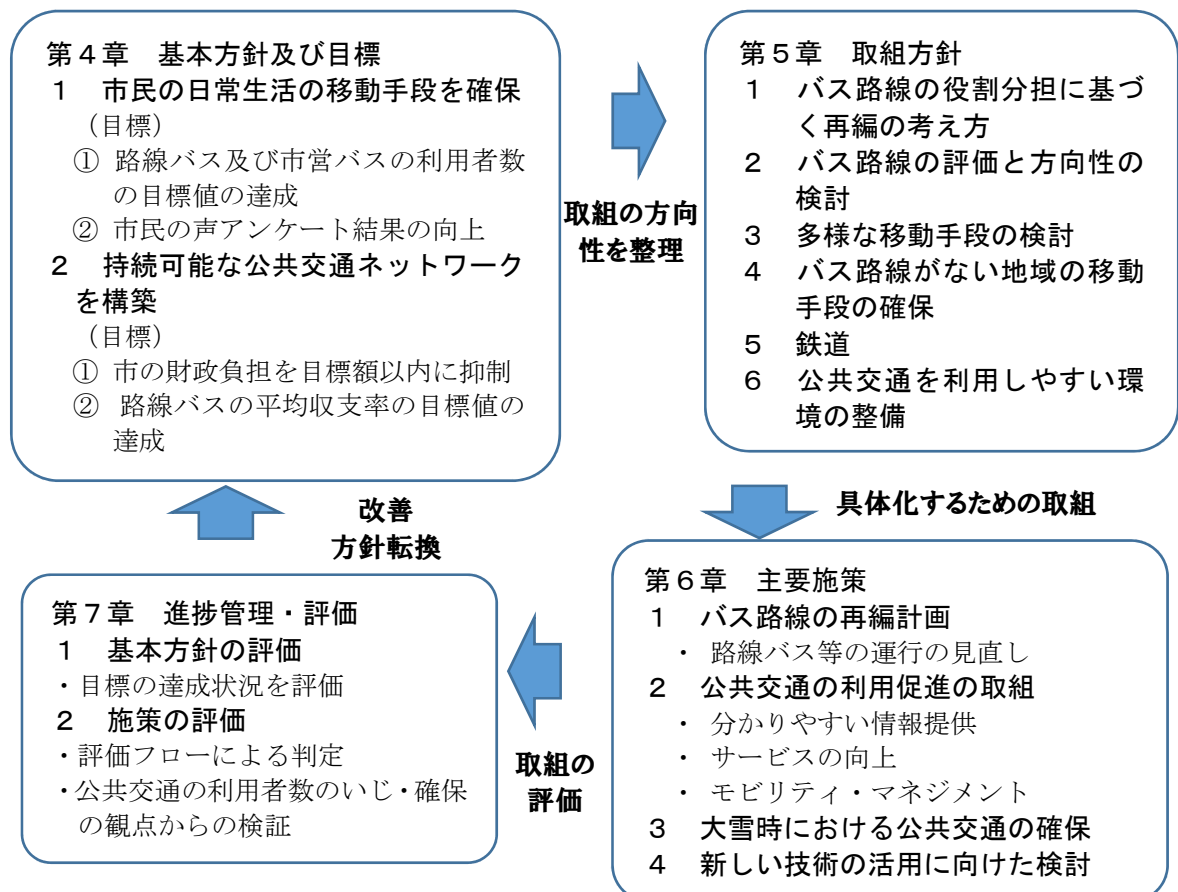 第４章　基本方針及び目標
１　市民の日常生活の移動手段を確保
（目標）
① 路線バス及び市営バスの利用者数
の目標値の達成
② 市民の声アンケート結果の向上
２　持続可能な公共交通ネットワーク
を構築
（目標）
① 市の財政負担を目標額以内に抑制
② 路線バスの平均収支率の目標値の
達成
取組の方向
性を整理
第５章　取組方針
１　バス路線の役割分担に基づ
く再編の考え方
２　バス路線の評価と方向性の
検討
３　多様な移動手段の検討
４　バス路線がない地域の移動
手段の確保
５　鉄道
６　公共交通を利用しやすい環
境の整備
具体化するための取組
第６章　主要施策
１　バス路線の再編計画
・ 路線バス等の運行の見直し
２　公共交通の利用促進の取組
・ 分かりやすい情報提供
・ サービスの向上
・ モビリティ・マネジメント
３　大雪時における公共交通の確保
４　新しい技術の活用に向けた検討
取組の
評価
第７章　進捗管理・評価
１　基本方針の評価
・目標の達成状況を評価
２　施策の評価
・評価フローによる判定
・公共交通の利用者数のいじ・確保
の観点からの検証
改善
方針転換